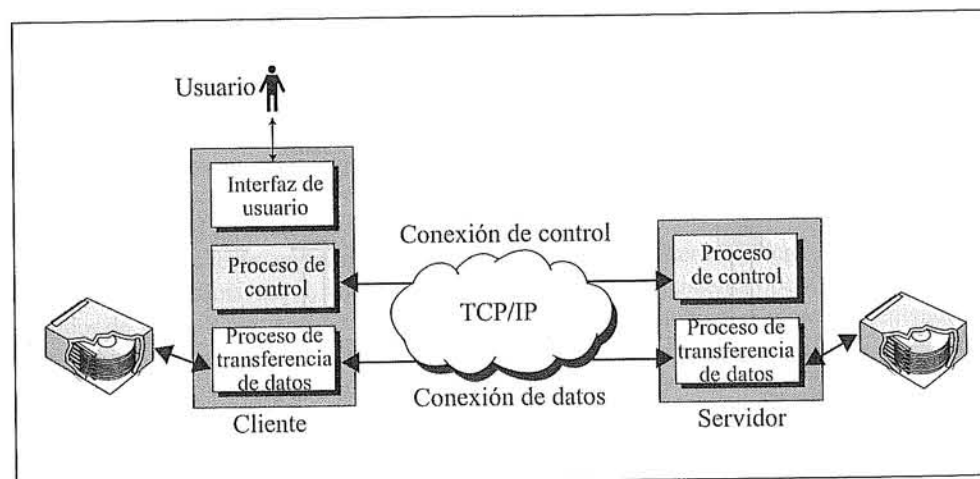 Usuario
Interfaz de
usuario
Proceso de
control
Proceso de
transferencia
de datos
Cliente
Conexión de control
TCP/IP
Conexión de datos
Proceso
de control
Proceso de
transferencia
de datos
Servidor